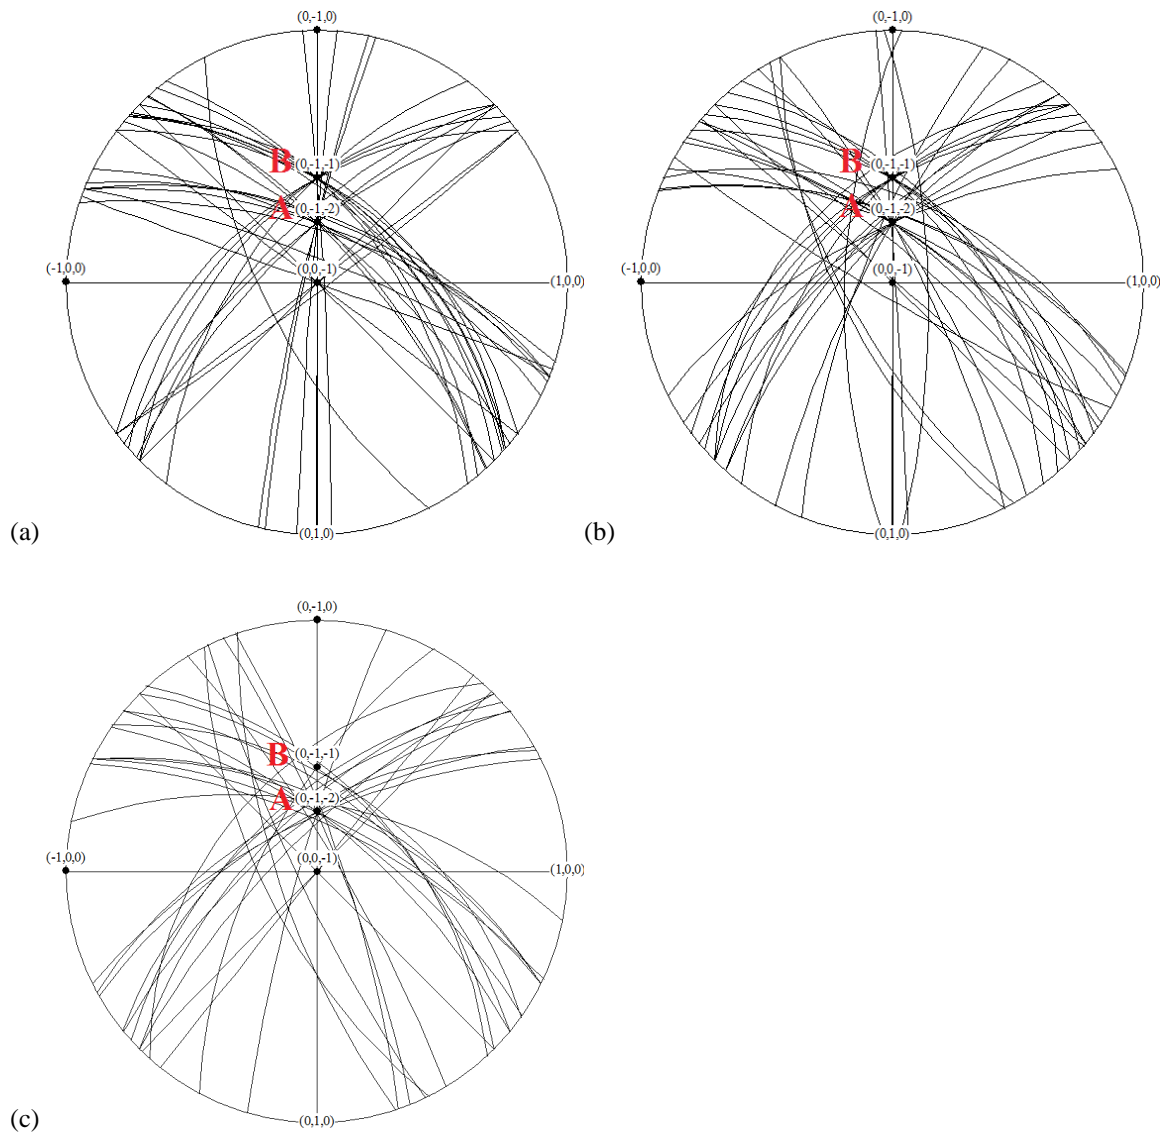 (0,-1,0)
(0,-1,0)
B (0,-1,-1)
B (0,-1,-1)
A (0,-1,-2)
A (0,-1,-2)
(-1,0,0) (0,0,-1) (1,0,0)
(-1,0,0) (0,0,-1) (1,0,0)
(a) (0,1,0)
(b) (0,1,0)
(0,-1,0)
B (0,-1,-1)
A (0,-1,-2)
(-1,0,0) (0,0,-1) (1,0,0)
(c) (0,1,0)